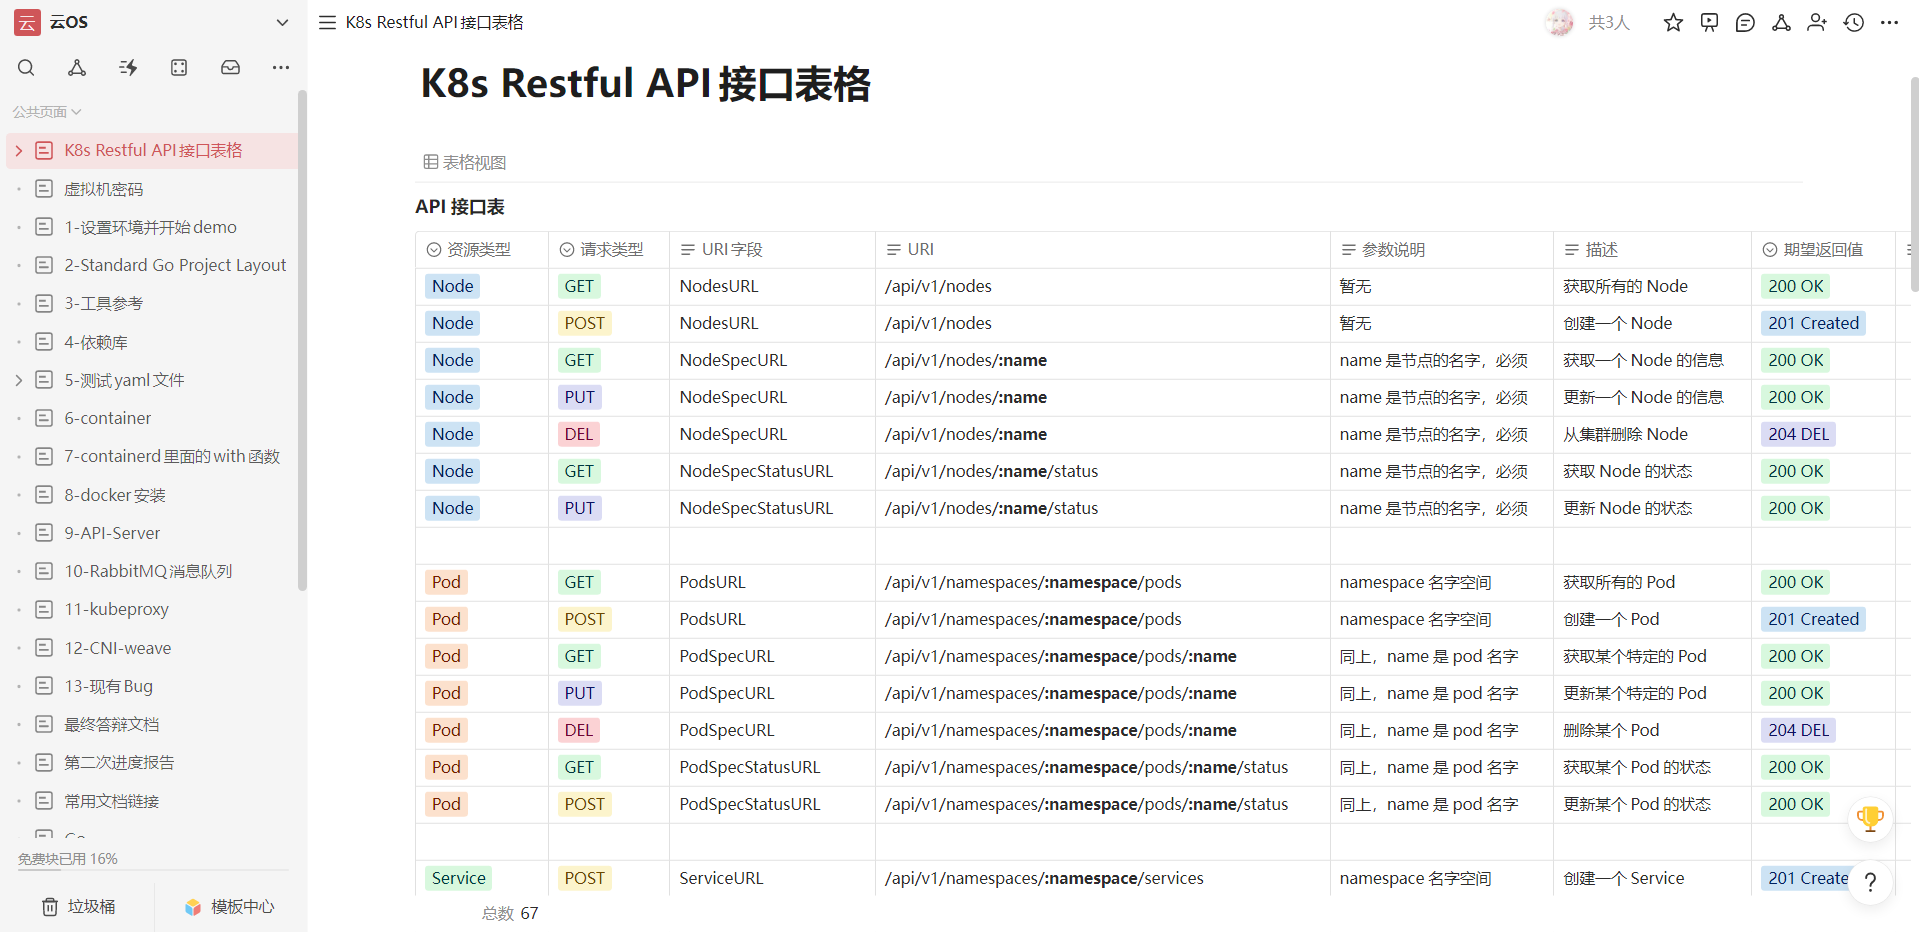 云 云OS
K8s Restful API接口表格
共3人
公共页面
K8s Restful API接口表格
虚拟机密码
1-设置环境并开始demo
2-Standard Go Project Layout
3-工具参考
4-依赖库
5-测试yaml文件
6-container
7-containerd里面的with函数
8-docker安装
9-API-Server
10-RabbitMQ消息队列
11-kubeproxy
12-CNI-weave
13-现有Bug
最终答辩文档
第二次进度报告
常用文档链接
Go
免费块已用 16%
垃圾桶
模板中心
K8s Restful API接口表格
表格视图
API 接口表
资源类型 请求类型 URI 字段 URI 参数说明 描述 期望返回值
Node GET NodesURL /api/v1/nodes 暂无 获取所有的 Node 200 OK
Node POST NodesURL /api/v1/nodes 暂无 创建一个 Node 201 Created
Node GET NodeSpecURL /api/v1/nodes/:name name 是节点的名字，必须 获取一个 Node 的信息 200 OK
Node PUT NodeSpecURL /api/v1/nodes/:name name 是节点的名字，必须 更新一个 Node 的信息 200 OK
Node DEL NodeSpecURL /api/v1/nodes/:name name 是节点的名字，必须 从集群删除 Node 204 DEL
Node GET NodeSpecStatusURL /api/v1/nodes/:name/status name 是节点的名字，必须 获取 Node 的状态 200 OK
Node PUT NodeSpecStatusURL /api/v1/nodes/:name/status name 是节点的名字，必须 更新 Node 的状态 200 OK
Pod GET PodsURL /api/v1/namespaces/:namespace/pods namespace 名字空间 获取所有的 Pod 200 OK
Pod POST PodsURL /api/v1/namespaces/:namespace/pods namespace 名字空间 创建一个 Pod 201 Created
Pod GET PodSpecURL /api/v1/namespaces/:namespace/pods/:name 同上，name 是 pod 名字 获取某个特定的 Pod 200 OK
Pod PUT PodSpecURL /api/v1/namespaces/:namespace/pods/:name 同上，name 是 pod 名字 更新某个特定的 Pod 200 OK
Pod DEL PodSpecURL /api/v1/namespaces/:namespace/pods/:name 同上，name 是 pod 名字 删除某个 Pod 204 DEL
Pod GET PodSpecStatusURL /api/v1/namespaces/:namespace/pods/:name/status 同上，name 是 pod 名字 获取某个 Pod 的状态 200 OK
Pod POST PodSpecStatusURL /api/v1/namespaces/:namespace/pods/:name/status 同上，name 是 pod 名字 更新某个 Pod 的状态 200 OK
Service POST ServiceURL /api/v1/namespaces/:namespace/services namespace 名字空间 创建一个 Service 201 Create
总数 67
?